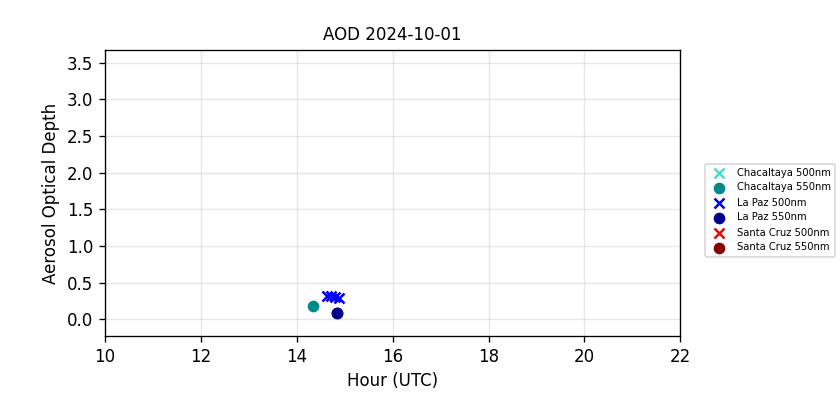 AOD 2024-10-01
Aerosol Optical Depth
3.5
3.0
2.5
2.0
1.5
1.0
0.5
0.0
10 12 14 16 18 20 22
Hour (UTC)
Chacaltaya 500nm
Chacaltaya 550nm
La Paz 500nm
La Paz 550nm
Santa Cruz 500nm
Santa Cruz 550nm